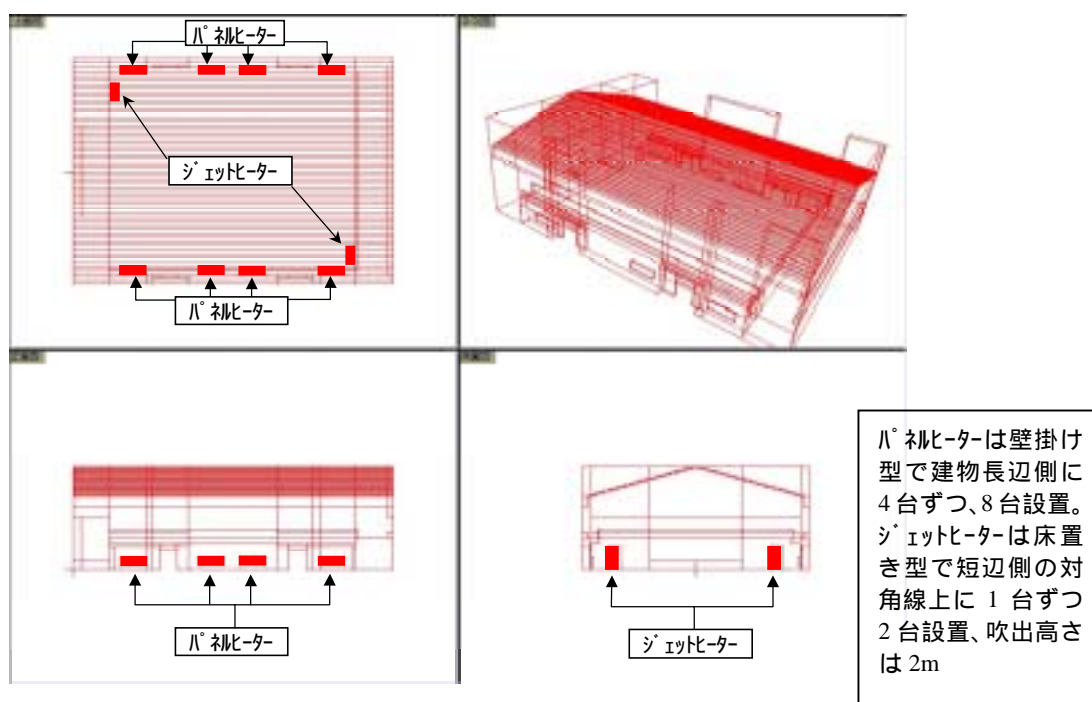 ﾊﾟﾈﾙﾋｰﾀｰ
ｼﾞｪｯﾄﾋｰﾀｰ
ﾊﾟﾈﾙﾋｰﾀｰ
ﾊﾟﾈﾙﾋｰﾀｰ
ｼﾞｪｯﾄﾋｰﾀｰ
ﾊﾟﾈﾙﾋｰﾀｰは壁掛け
型で建物長辺側に
4台ずつ、8台設置。
ｼﾞｪｯﾄﾋｰﾀｰは床置
き型で短辺側の対
角線上に 1 台ずつ
2 台設置、吹出高さ
は 2m